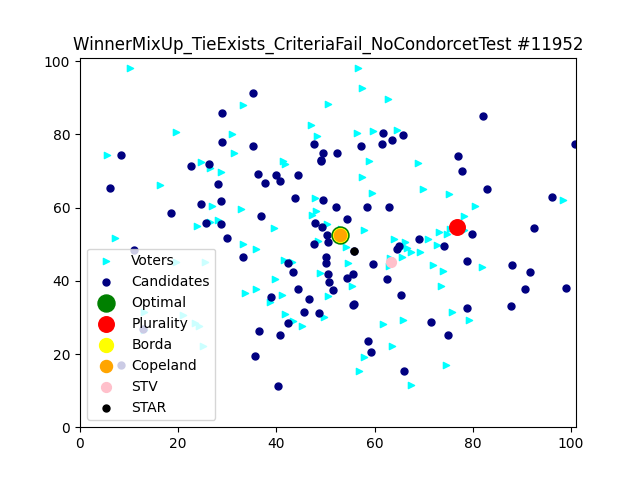 WinnerMixUp_TieExists_CriteriaFail_NoCondorcetTest #11952
100
80
60
40
20
0
Voters
Candidates
Optimal
Plurality
Borda
Copeland
STV
STAR
0 20 40 60 80 100